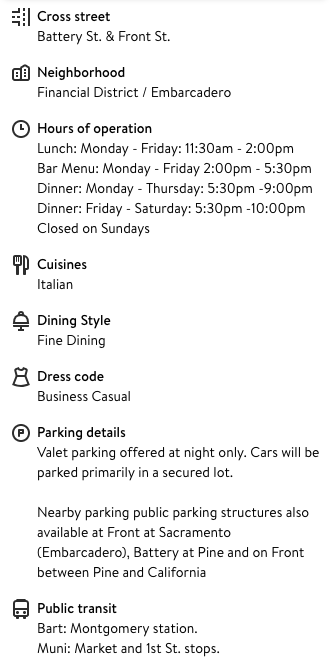 Cross street
Battery St. & Front St.
Neighborhood
Financial District / Embarcadero
Hours of operation
Lunch: Monday - Friday: 11:30am - 2:00pm
Bar Menu: Monday - Friday 2:00pm - 5:30pm
Dinner: Monday - Thursday: 5:30pm -9:00pm
Dinner: Friday - Saturday: 5:30pm -10:00pm
Closed on Sundays
Cuisines
Italian
Dining Style
Fine Dining
Dress code
Business Casual
P
Parking details
Valet parking offered at night only. Cars will be
parked primarily in a secured lot.
Nearby parking public parking structures also
available at Front at Sacramento
(Embarcadero), Battery at Pine and on Front
between Pine and California
Public transit
Bart: Montgomery station.
Muni: Market and 1st St. stops.